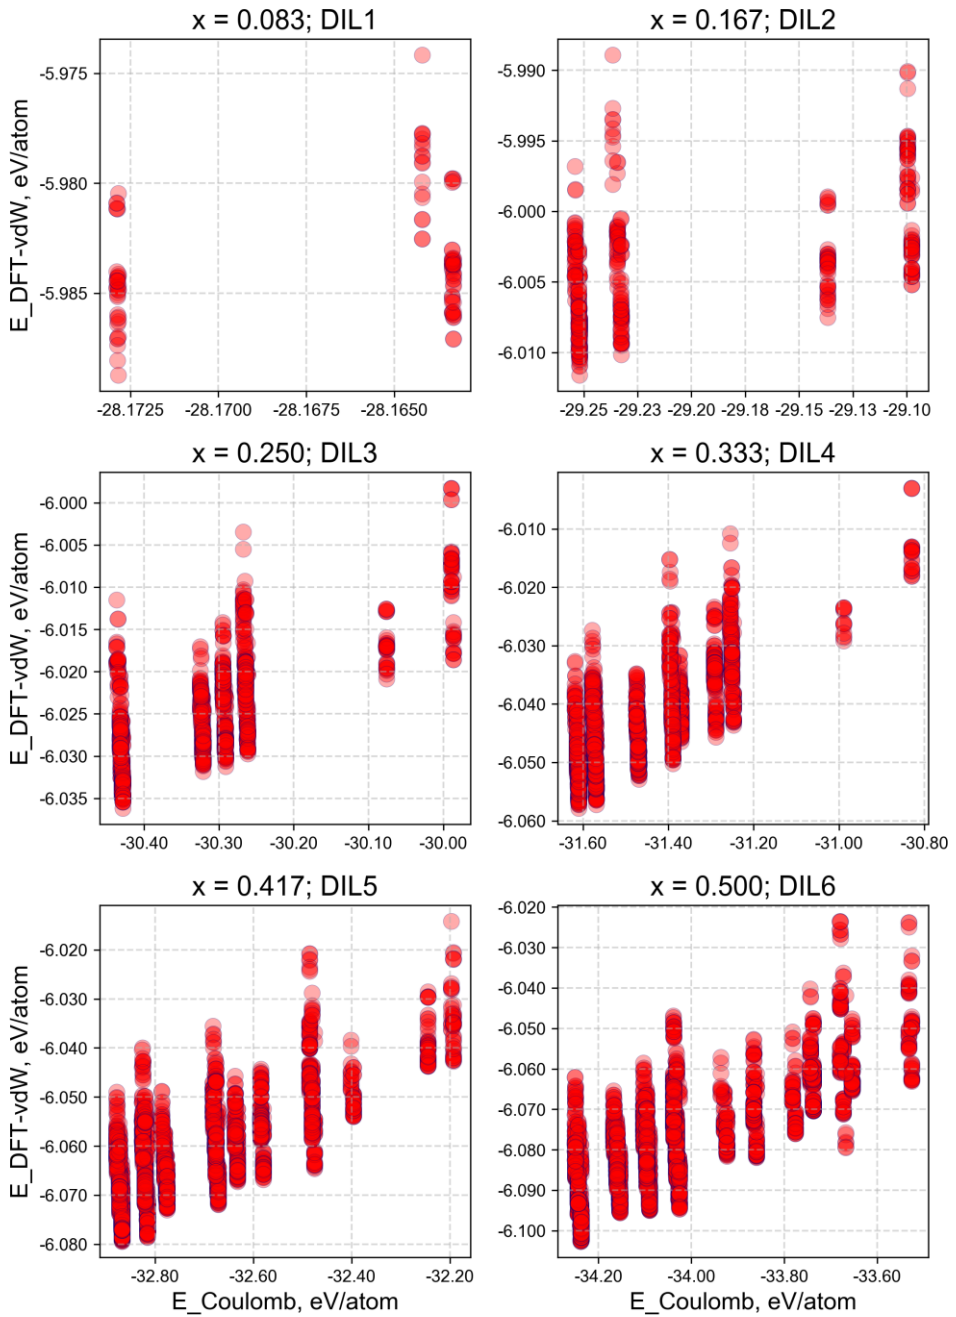 x = 0.083; DIL1
x = 0.167; DIL2
E_DFT-vdW, eV/atom
-5.975
-5.980
-5.985
-28.1725 -28.1700 -28.1675 -28.1650
-5.990
-5.995
-6.000
-6.005
-6.010
-29.25 -29.23 -29.20 -29.18 -29.15 -29.13 -29.10
x = 0.250; DIL3
x = 0.333; DIL4
E_DFT-vdW, eV/atom
-6.000
-6.005
-6.010
-6.015
-6.020
-6.025
-6.030
-6.035
-30.40 -30.30 -30.20 -30.10 -30.00
-6.010
-6.020
-6.030
-6.040
-6.050
-6.060
-31.60 -31.40 -31.20 -31.00 -30.80
x = 0.417; DIL5
x = 0.500; DIL6
E_DFT-vdW, eV/atom
-6.020
-6.030
-6.040
-6.050
-6.060
-6.070
-6.080
-32.80 -32.60 -32.40 -32.20
E_Coulomb, eV/atom
-6.020
-6.030
-6.040
-6.050
-6.060
-6.070
-6.080
-6.090
-6.100
-34.20 -34.00 -33.80 -33.60
E_Coulomb, eV/atom